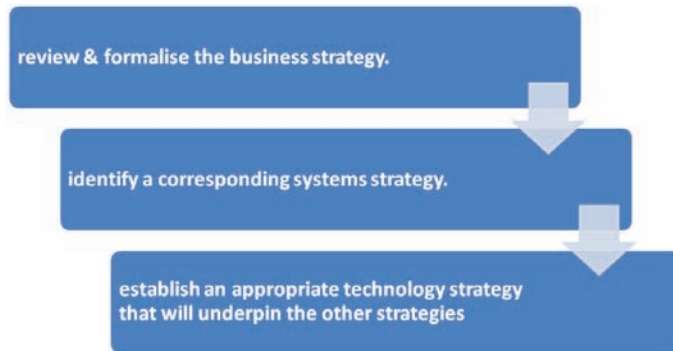 review & formalise the business strategy.
identify a corresponding systems strategy.
establish an appropriate technology strategy
that will underpin the other strategies